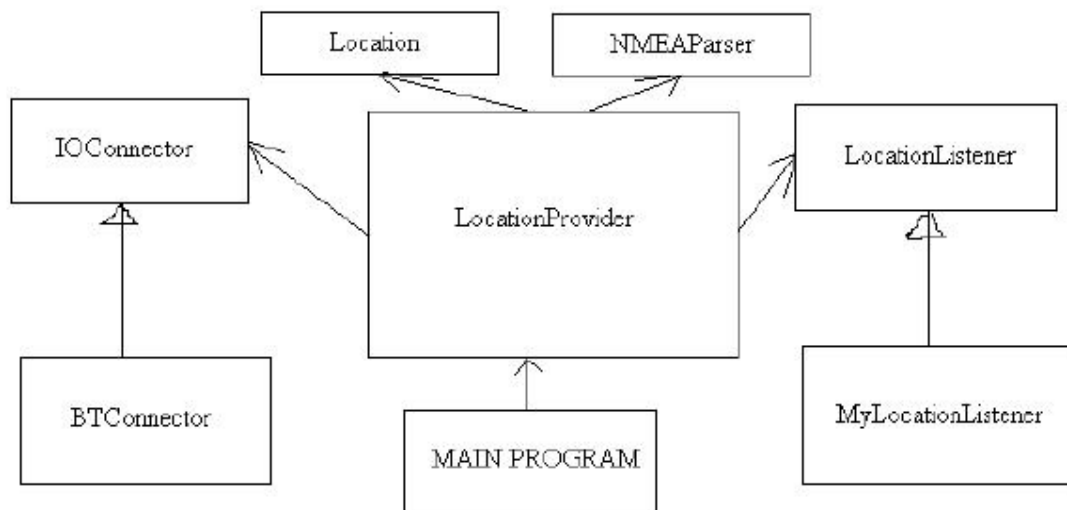 Location
NMEAParser
IOConnector
LocationListener
LocationProvider
BTConnector
MyLocationListener
MAIN PROGRAM